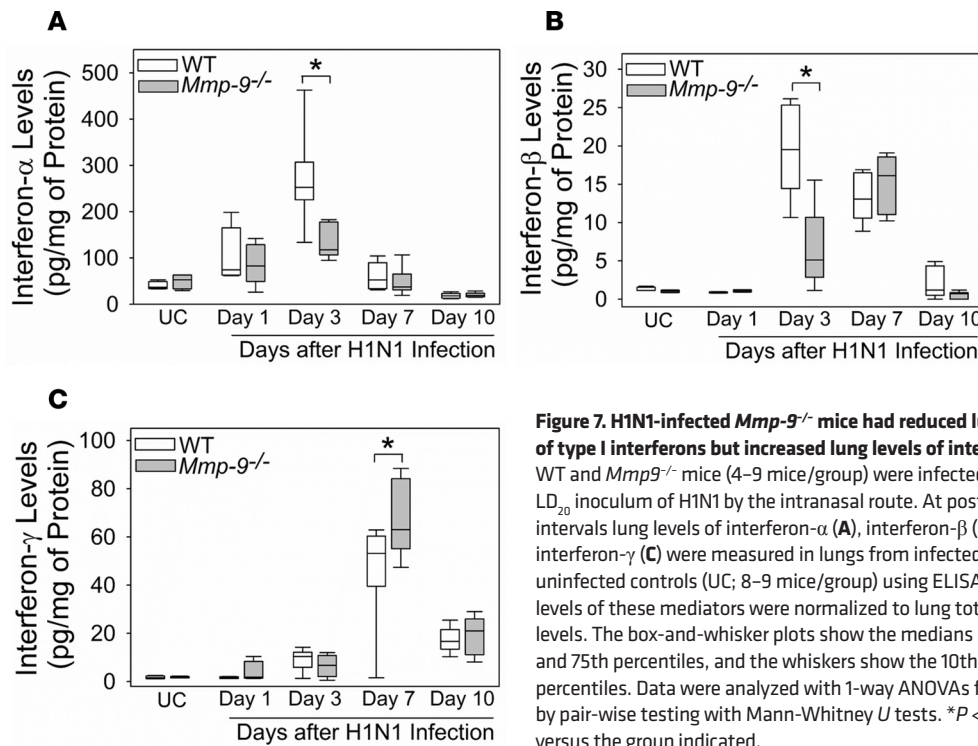 A
Interferon-α Levels
(pg/mg of Protein)
500
400
300
200
100
0
WT
Mmp-9-/-
*
UC Day 1 Day 3 Day 7 Day 10
Days after H1N1 Infection
B
Interferon-β Levels
(pg/mg of Protein)
30
25
20
15
10
5
0
WT
Mmp-9-/-
*
UC Day 1 Day 3 Day 7 Day 10
Days after H1N1 Infection
C
Interferon-γ Levels
(pg/mg of Protein)
100
80
60
40
20
0
WT
Mmp-9-/-
*
UC Day 1 Day 3 Day 7 Day 10
Days after H1N1 Infection
Figure 7. H1N1-infected Mmp-9-/- mice had reduced
of type I interferons but increased lung levels of
WT and Mmp9-/- mice (4–9 mice/group) were infected
LD20 inoculum of H1N1 by the intranasal route. At
intervals lung levels of interferon-α (A), interferon-β
interferon-γ (C) were measured in lungs from infected
uninfected controls (UC; 8–9 mice/group) using
levels of these mediators were normalized to lung
levels. The box-and-whisker plots show the medians
and 75th percentiles, and the whiskers show the 10th
percentiles. Data were analyzed with 1-way ANOVAs
by pair-wise testing with Mann-Whitney U tests. *P <
versus the group indicated.